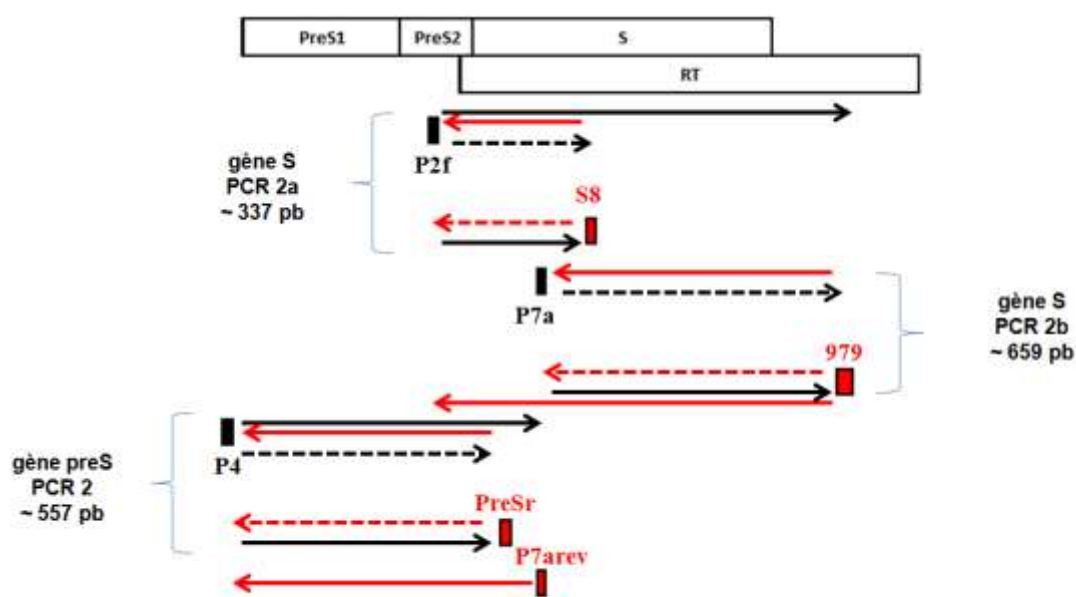 PreS1 PreS2 S
RT
gène S
PCR 2a
~ 337 pb
P2f
S8
P7a
gène S
PCR 2b
~ 659 pb
979
gène preS
PCR 2
~ 557 pb
P4
PreSr
P7arev